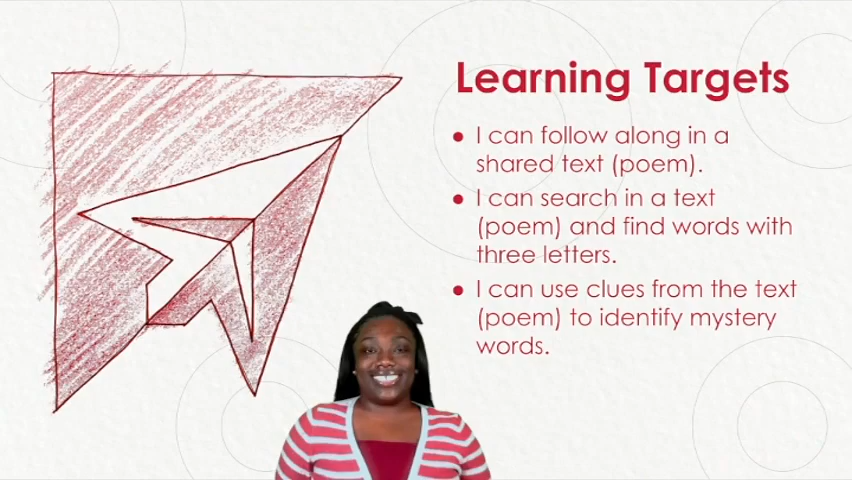 Learning Targets
● I can follow along in a
shared text (poem).
● I can search in a text
(poem) and find words with
three letters.
● I can use clues from the text
(poem) to identify mystery
words.